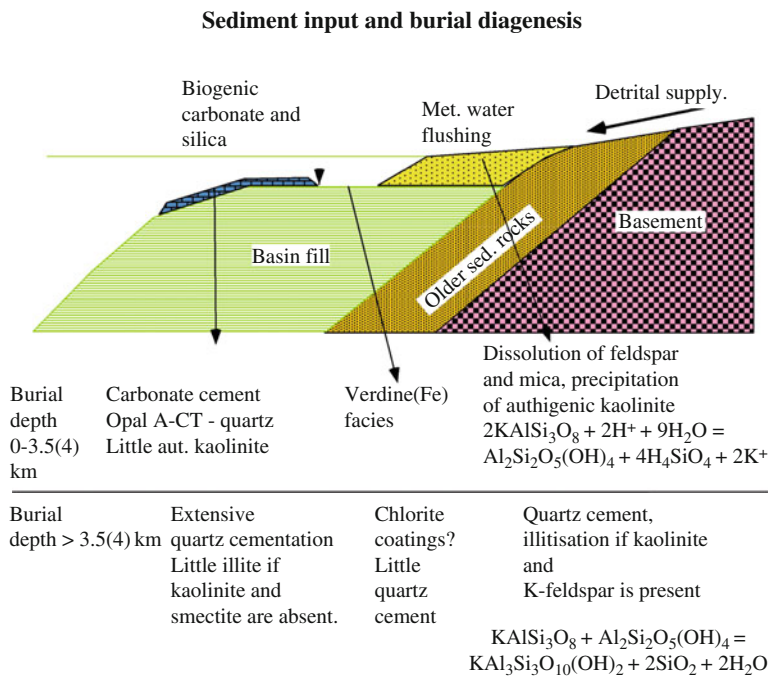 Sediment input and burial diagenesis
Biogenic
carbonate and
silica
Met. water
flushing
Detrital supply.
Basin fill
Older sed. rocks
Basement
Burial
depth
0-3.5(4)
km
Carbonate cement
Opal A-CT - quartz
Little aut. kaolinite
Verdine(Fe)
facies
Dissolution of feldspar
and mica, precipitation
of authigenic kaolinite
2KAlSi₃O₈ + 2H⁺ + 9H₂O =
Al₂Si₂O₅(OH)₄ + 4H₄SiO₄ + 2K⁺
Burial
depth > 3.5(4) km
Extensive
quartz cementation
Little illite if
kaolinite and
smectite are absent.
Chlorite
coatings?
Little
quartz
cement
Quartz cement,
illitisation if kaolinite
and
K-feldspar is present
KAlSi₃O₈ + Al₂Si₂O₅(OH)₄ =
KAl₃Si₃O₁₀(OH)₂ + 2SiO₂ + 2H₂O